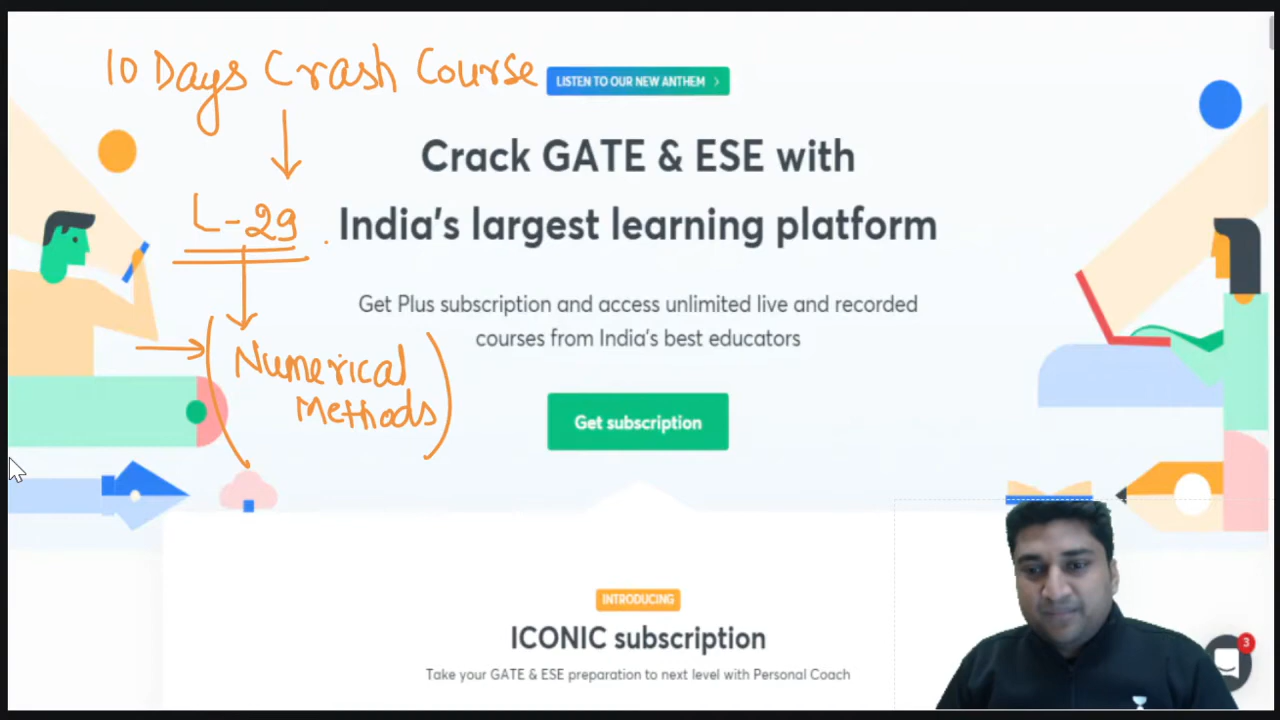 10 Days Crash Course
LISTEN TO OUR NEW ANTHEM
Crack GATE & ESE with
L-29
India's largest learning platform
Get Plus subscription and access unlimited live and recorded
courses from India's best educators
(Numerical
Methods)
Get subscription
INTRODUCING
ICONIC subscription
Take your GATE & ESE preparation to next level with Personal Coach
3